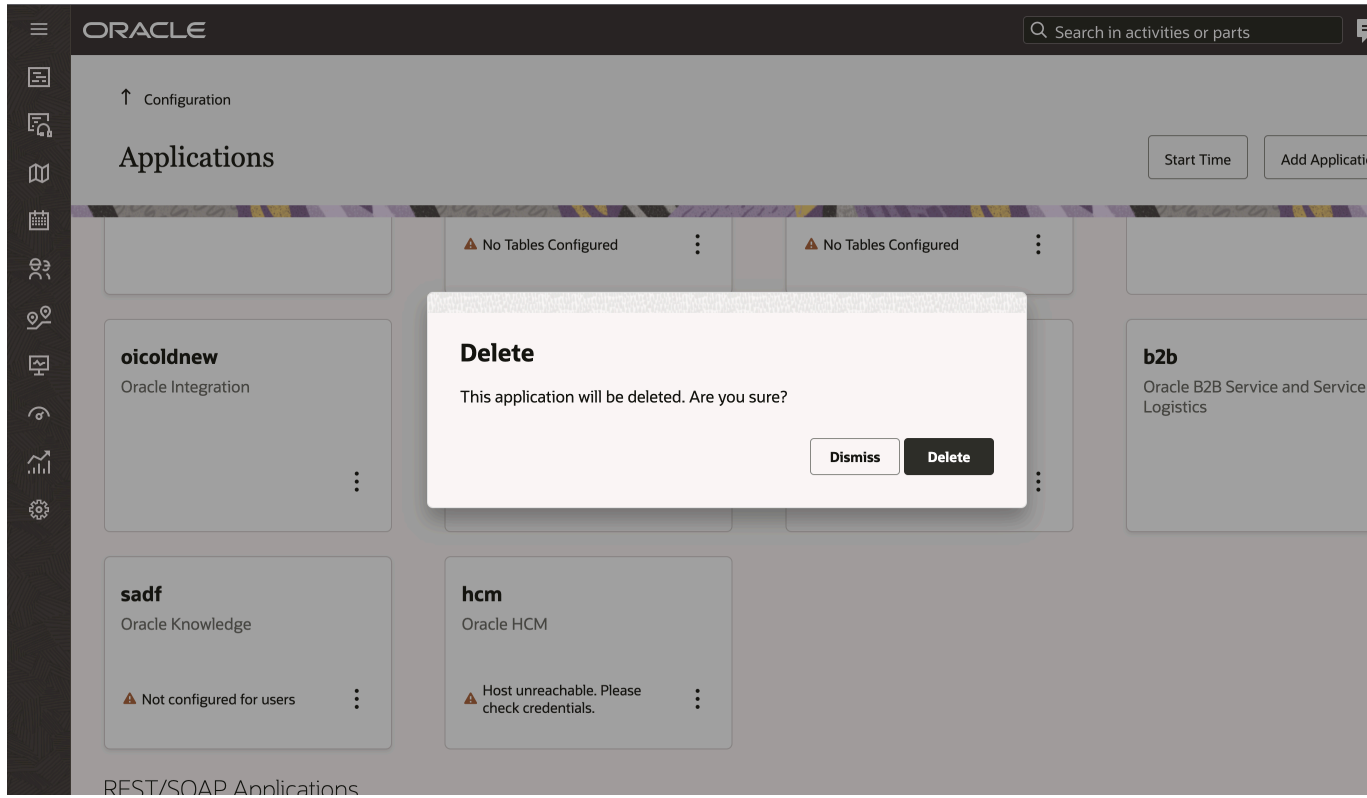 ORACLE
Search in activities or parts
Configuration
Applications
Start Time
Add Applicati
No Tables Configured
No Tables Configured
Delete
This application will be deleted. Are you sure?
Dismiss
Delete
oicoldnew
Oracle Integration
b2b
Oracle B2B Service and Service
Logistics
sadf
Oracle Knowledge
Not configured for users
hcm
Oracle HCM
Host unreachable. Please
check credentials.
REST/SOAP Applications